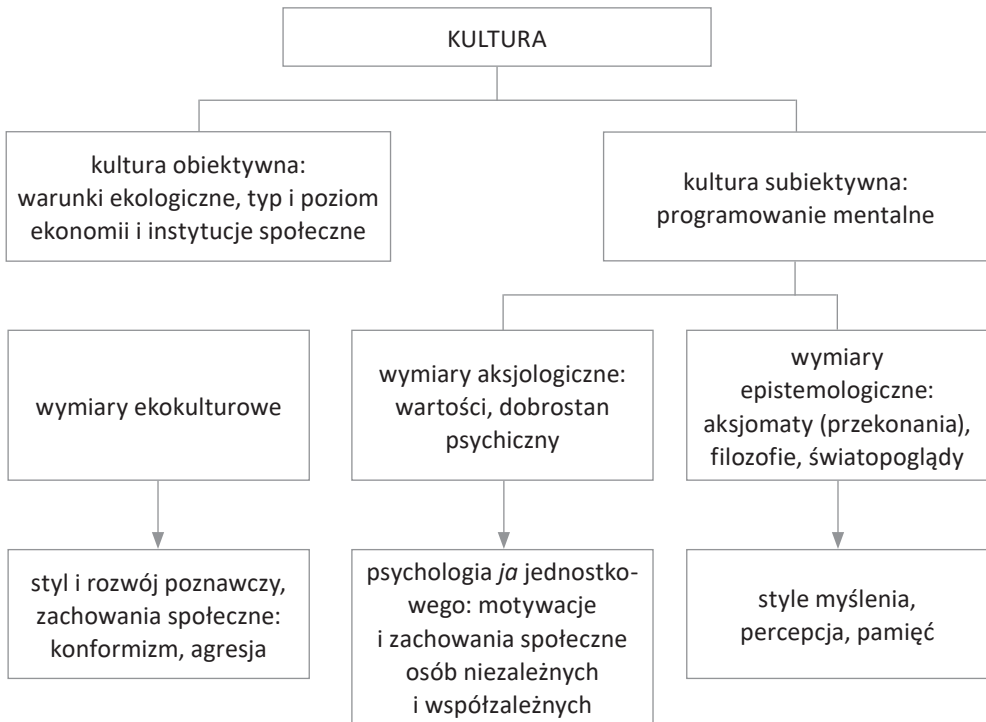 KULTURA
kultura obiektywna:
warunki ekologiczne, typ i poziom
ekonomii i instytucje społeczne
kultura subiektywna:
programowanie mentalne
wymiary ekokulturowe
wymiary aksjologiczne:
wartości, dobrostan
psychiczny
wymiary
epistemologiczne:
aksjomaty (przekonania),
filozofie, światopoglądy
styl i rozwój poznawczy,
zachowania społeczne:
konformizm, agresja
psychologia ja jednostko-
wego: motywacje
i zachowania społeczne
osób niezależnych
i współzależnych
style myślenia,
percepcja, pamięć